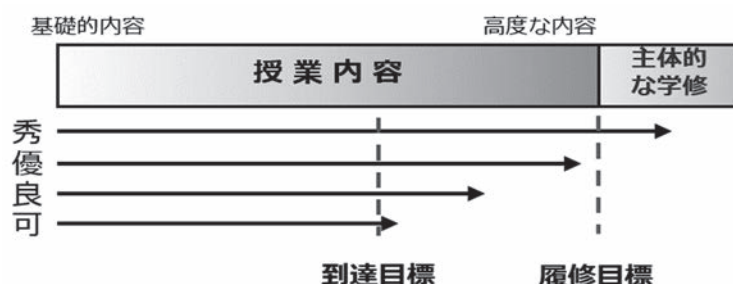 基礎的内容 高度な内容
授業内容 主体的
な学修
秀
優
良
可
到達目標 履修目標